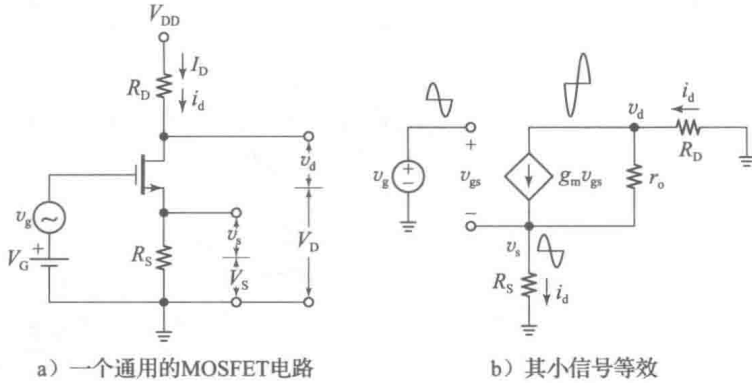 V_DD
I_D
R_D
i_d
v_d
v_g
V_G
R_S
v_s
V_S
V_D
a）一个通用的MOSFET电路
v_g
+
v_gs
−
g_m v_gs
v_d
i_d
R_D
r_o
v_s
R_S
i_d
b）其小信号等效